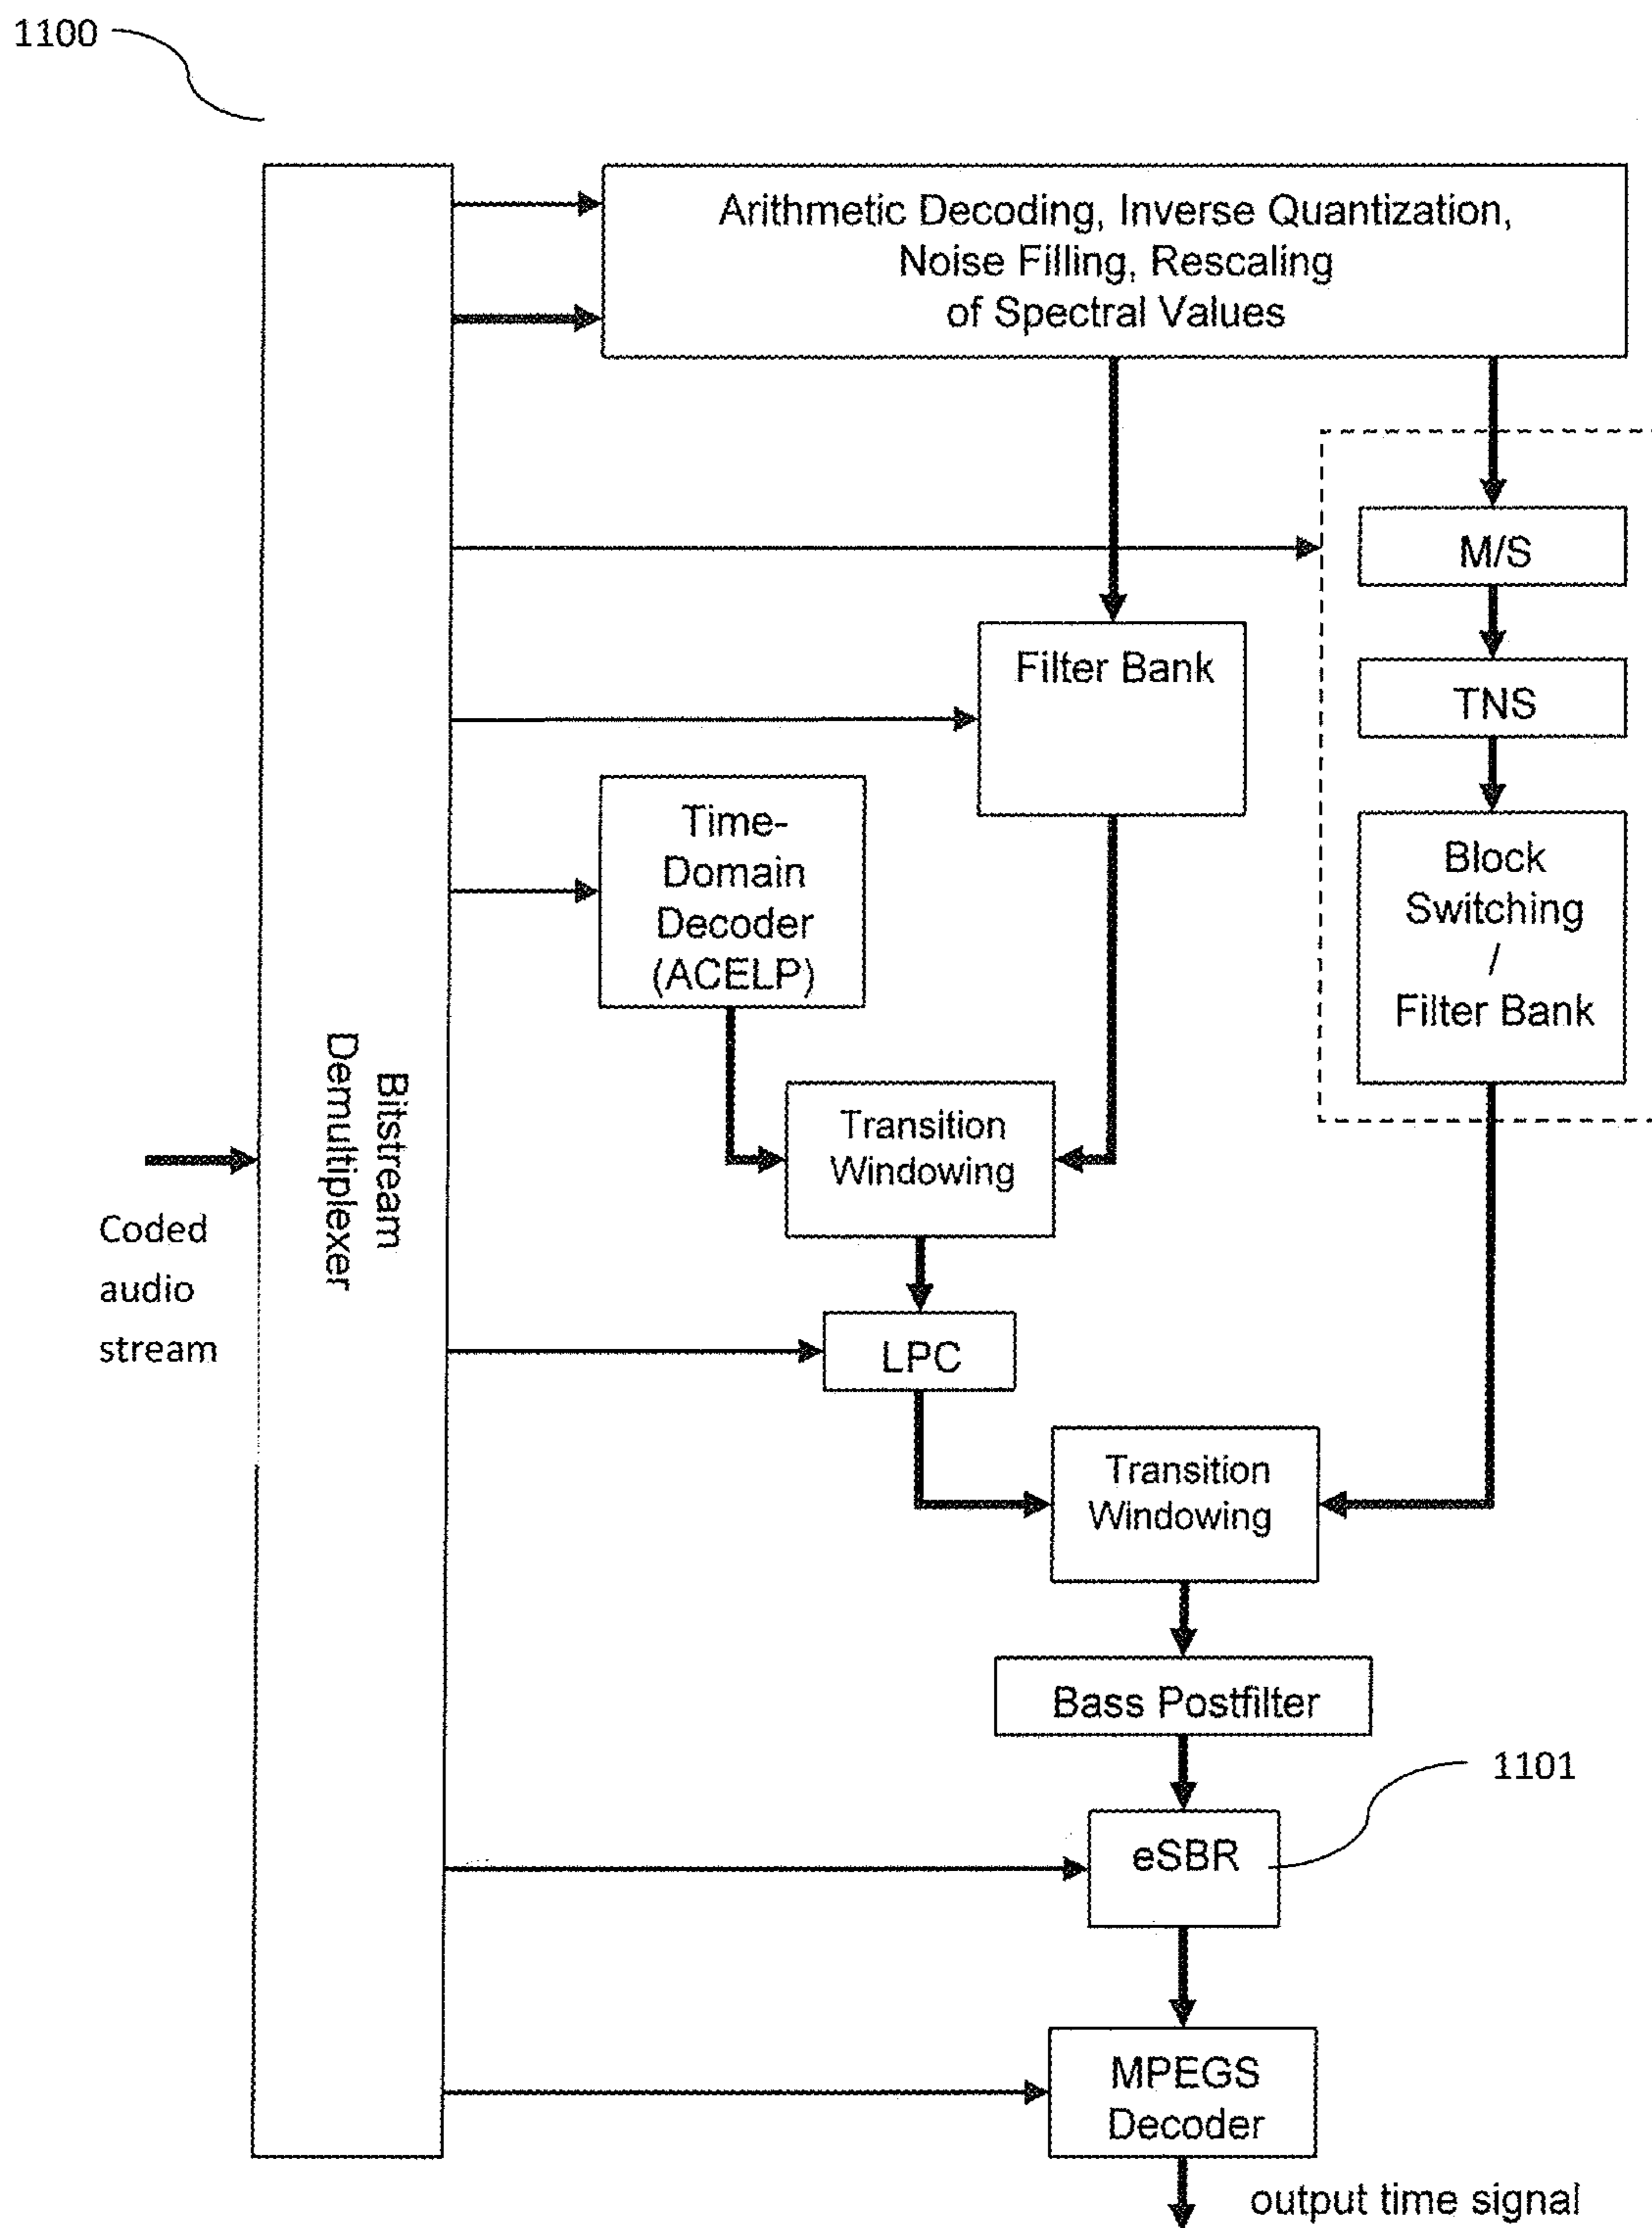 1100
Arithmetic Decoding, Inverse Quantization,
Noise Filling, Rescaling
of Spectral Values
M/S
Filter Bank
TNS
Time-
Domain
Decoder
(ACELP)
Block
Switching
/
Filter Bank
Bitstream
Demultiplexer
Transition
Windowing
Coded
audio
stream
LPC
Transition
Windowing
Bass Postfilter
1101
eSBR
MPEGS
Decoder
output time signal